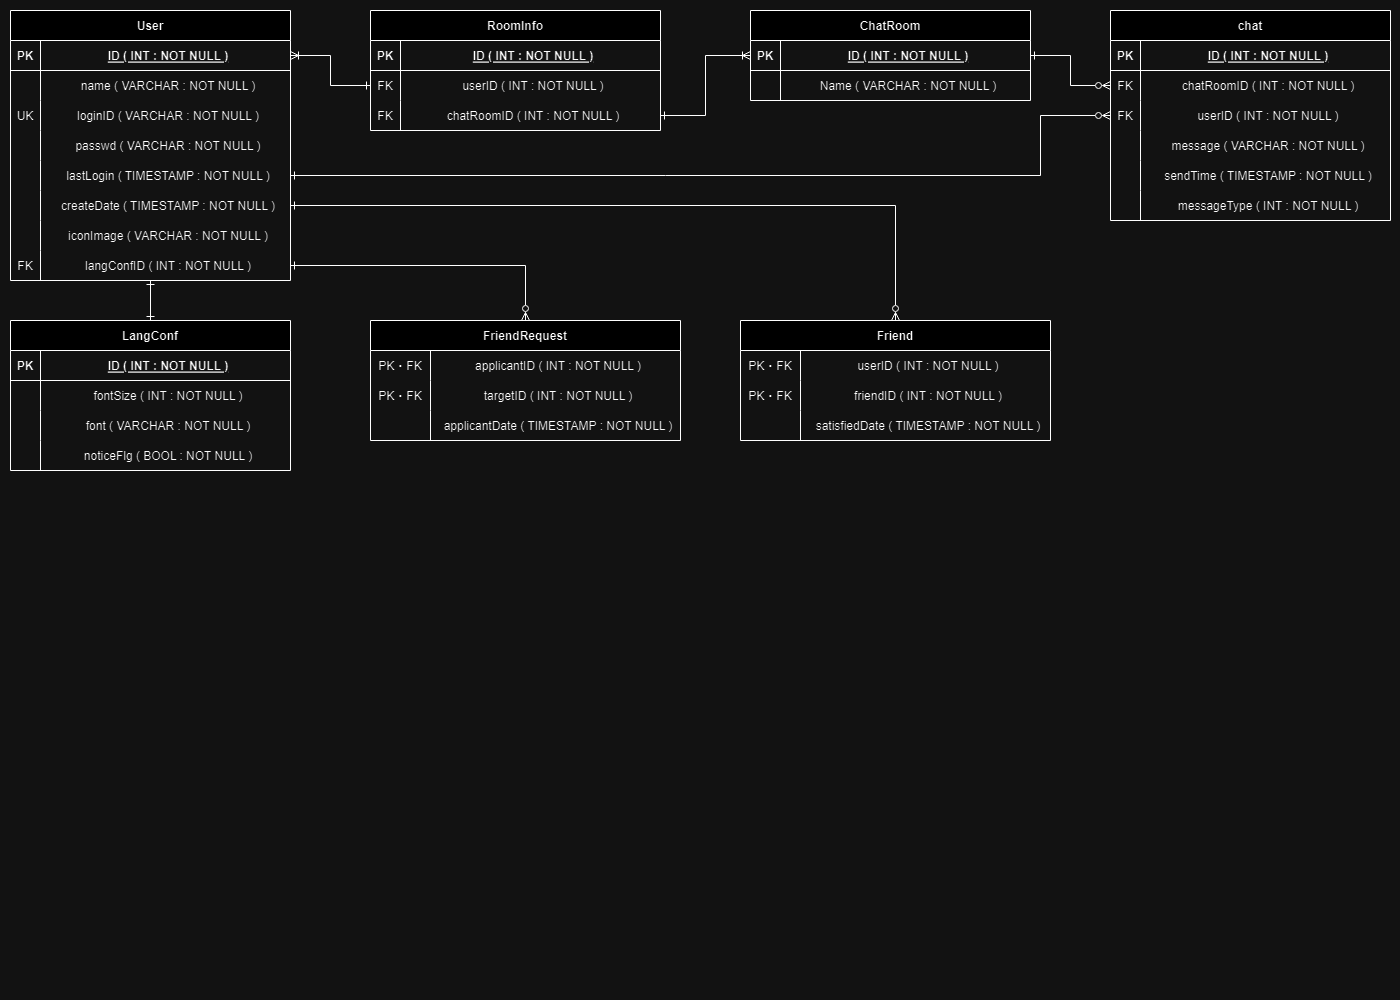 User
PK ID ( INT : NOT NULL )
name ( VARCHAR : NOT NULL )
UK loginID ( VARCHAR : NOT NULL )
passwd ( VARCHAR : NOT NULL )
lastLogin ( TIMESTAMP : NOT NULL )
createDate ( TIMESTAMP : NOT NULL )
iconImage ( VARCHAR : NOT NULL )
FK langConfID ( INT : NOT NULL )
RoomInfo
PK ID ( INT : NOT NULL )
FK userID ( INT : NOT NULL )
FK chatRoomID ( INT : NOT NULL )
ChatRoom
PK ID ( INT : NOT NULL )
Name ( VARCHAR : NOT NULL )
chat
PK ID ( INT : NOT NULL )
FK chatRoomID ( INT : NOT NULL )
FK userID ( INT : NOT NULL )
message ( VARCHAR : NOT NULL )
sendTime ( TIMESTAMP : NOT NULL )
messageType ( INT : NOT NULL )
LangConf
PK ID ( INT : NOT NULL )
fontSize ( INT : NOT NULL )
font ( VARCHAR : NOT NULL )
noticeFlg ( BOOL : NOT NULL )
FriendRequest
PK・FK applicantID ( INT : NOT NULL )
PK・FK targetID ( INT : NOT NULL )
applicantDate ( TIMESTAMP : NOT NULL )
Friend
PK・FK userID ( INT : NOT NULL )
PK・FK friendID ( INT : NOT NULL )
satisfiedDate ( TIMESTAMP : NOT NULL )